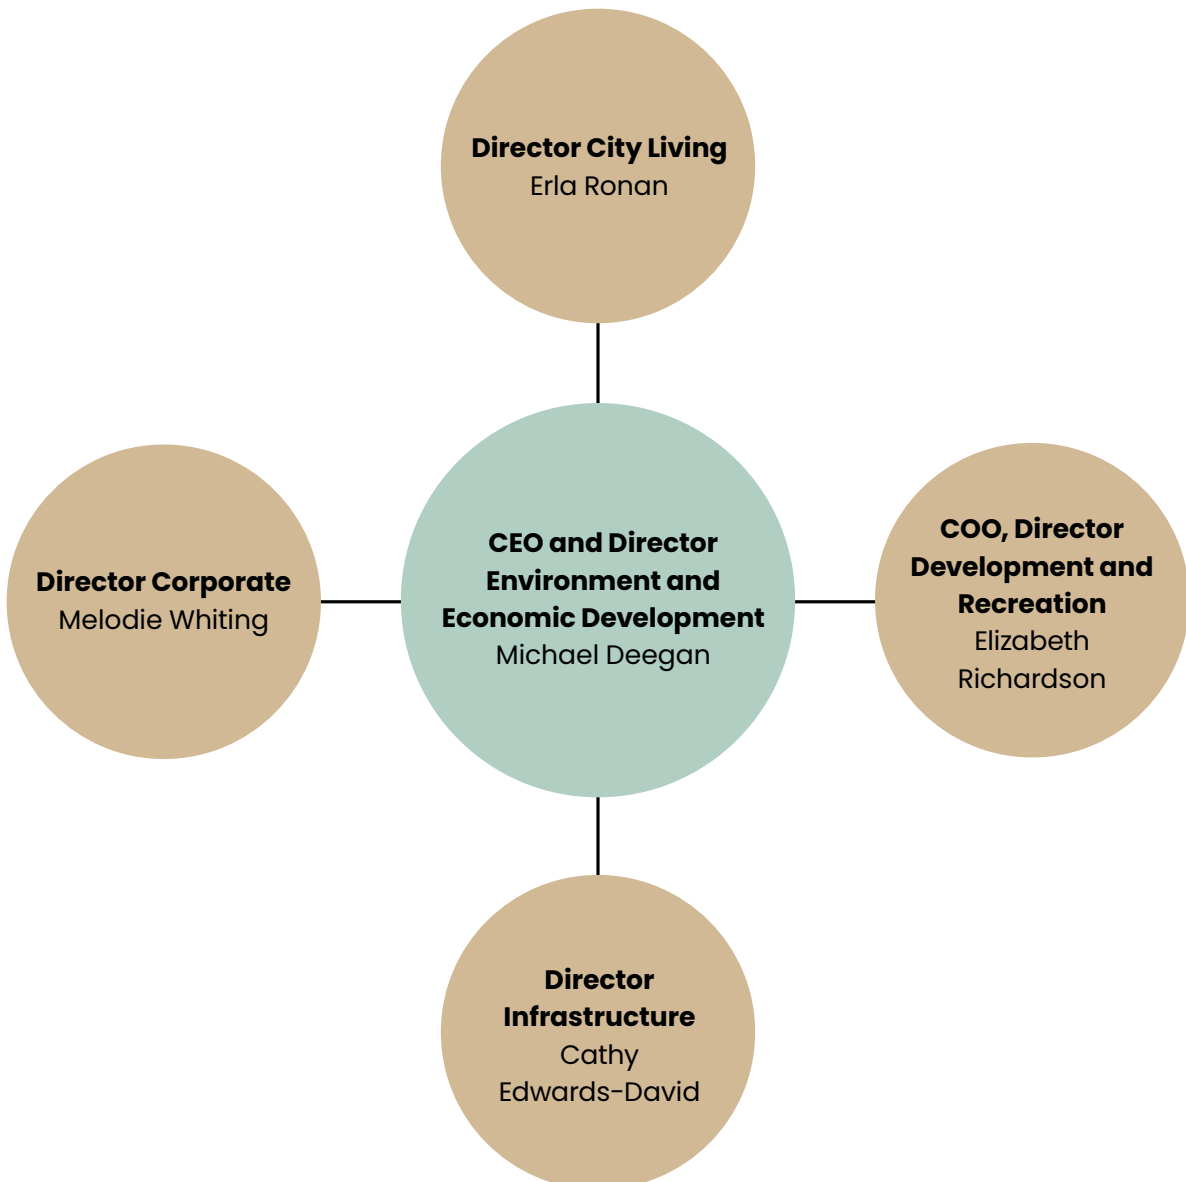 Director City Living
Erla Ronan
Director Corporate
Melodie Whiting
CEO and Director
Environment and
Economic Development
Michael Deegan
COO, Director
Development and
Recreation
Elizabeth
Richardson
Director
Infrastructure
Cathy
Edwards-David